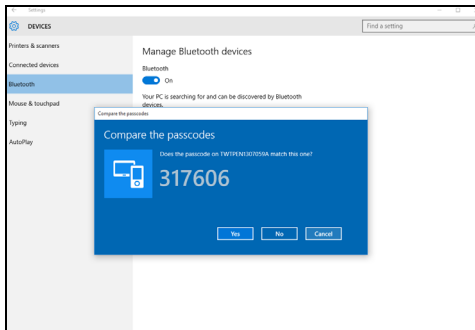 Settings
DEVICES
Find a setting
Printers & scanners
Connected devices
Bluetooth
Mouse & touchpad
Typing
AutoPlay
Manage Bluetooth devices
Bluetooth
On
Your PC is searching for and can be discovered by Bluetooth
devices.
Compare the passcodes
Compare the passcodes
Does the passcode on TWTPEN1307059A match this one?
317606
Yes
No
Cancel